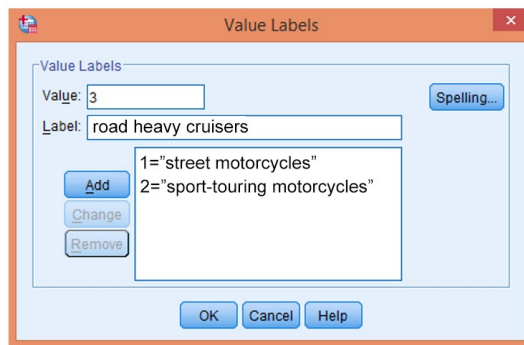 Value Labels
Value Labels
Value: 3
Spelling...
Label: road heavy cruisers
Add
Change
Remove
1=”street motorcycles”
2=”sport-touring motorcycles”
OK
Cancel
Help